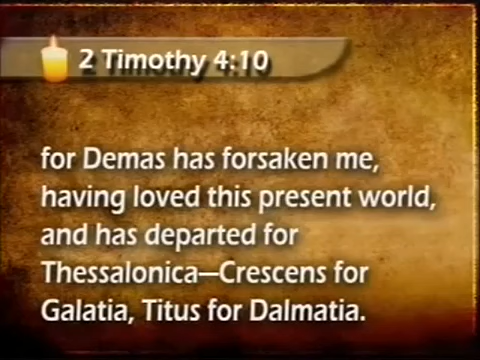 2 Timothy 4:10
for Demas has forsaken me,
having loved this present world,
and has departed for
Thessalonica—Crescens for
Galatia, Titus for Dalmatia.